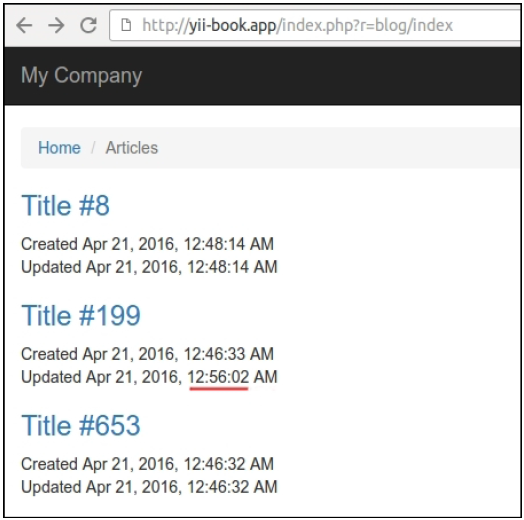 http://yii-book.app/index.php?r=blog/index
My Company
Home / Articles
Title #8
Created Apr 21, 2016, 12:48:14 AM
Updated Apr 21, 2016, 12:48:14 AM
Title #199
Created Apr 21, 2016, 12:46:33 AM
Updated Apr 21, 2016, 12:56:02 AM
Title #653
Created Apr 21, 2016, 12:46:32 AM
Updated Apr 21, 2016, 12:46:32 AM